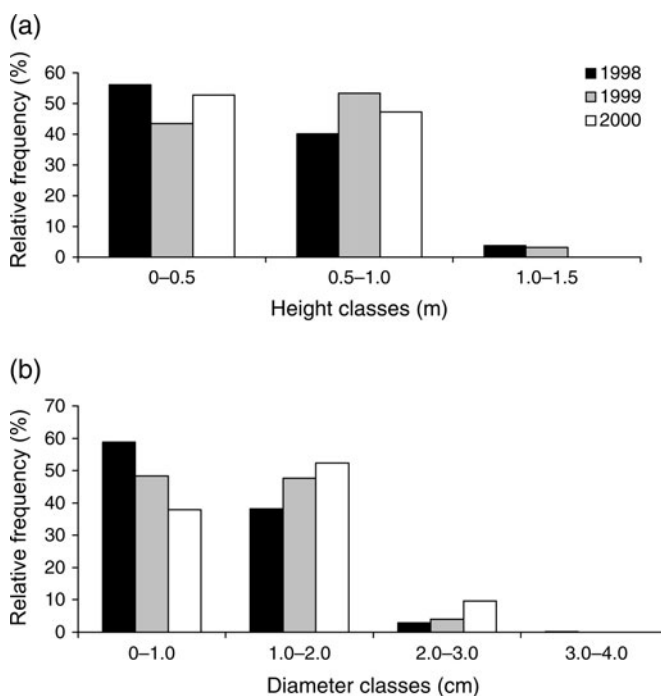 (a)
Relative frequency (%)
60
50
40
30
20
10
0
0–0.5 0.5–1.0 1.0–1.5
Height classes (m)
1998
1999
2000
(b)
Relative frequency (%)
70
60
50
40
30
20
10
0
0–1.0 1.0–2.0 2.0–3.0 3.0–4.0
Diameter classes (cm)